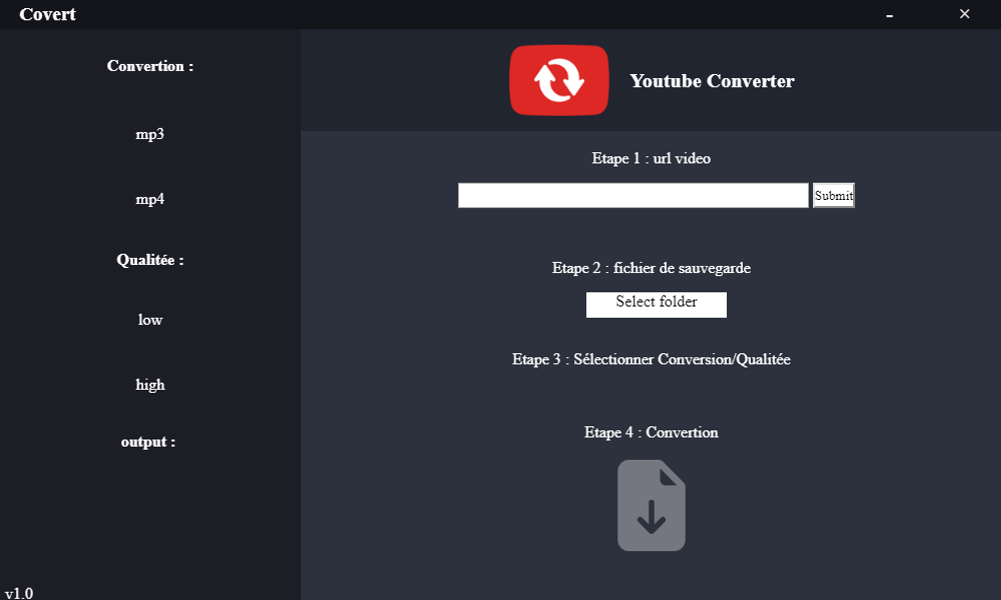 Covert
Convertion :
mp3
mp4
Qualitée :
low
high
output :
v1.0
Youtube Converter
Etape 1 : url video
Submit
Etape 2 : fichier de sauvegarde
Select folder
Etape 3 : Sélectionner Conversion/Qualitée
Etape 4 : Convertion